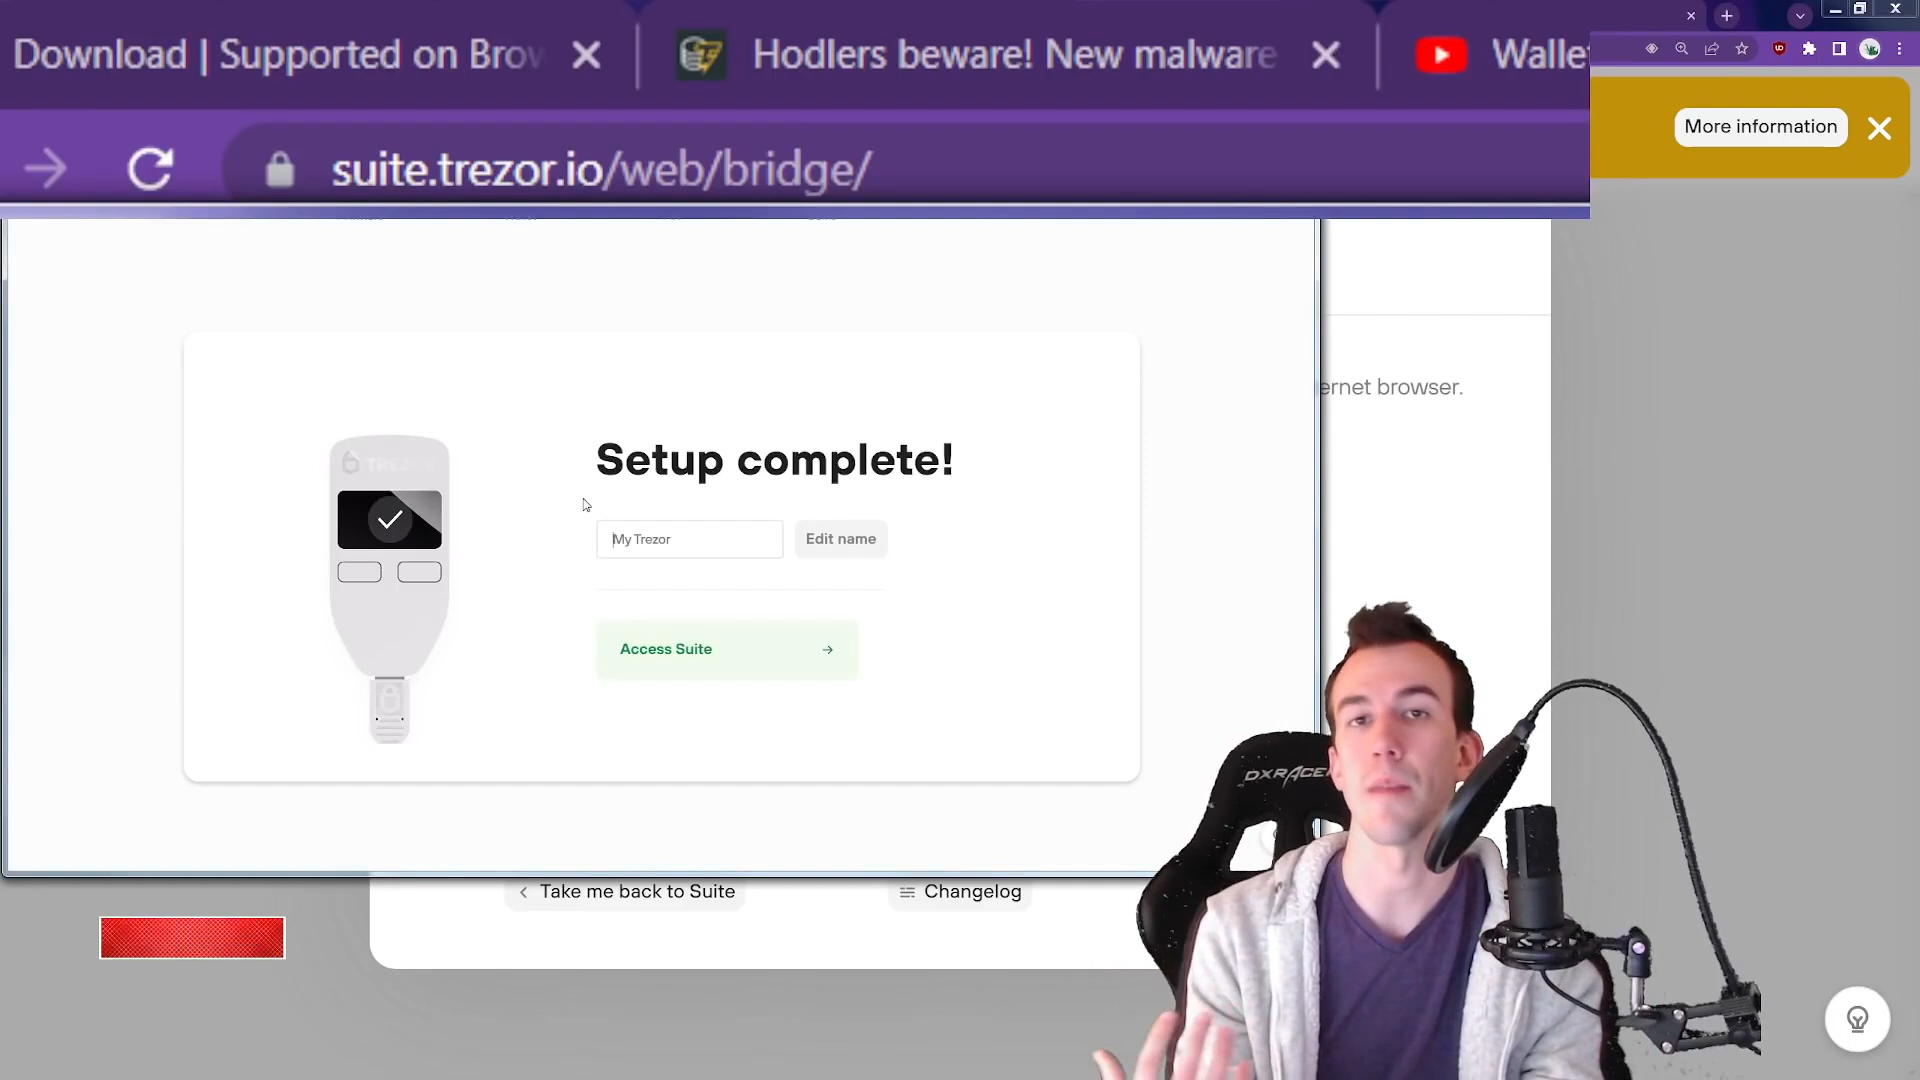 Download | Supported on Brow
Hodlers beware! New malware
Walle
suite.trezor.io/web/bridge/
More information
ernet browser.
TREZOR
Setup complete!
My Trezor
Edit name
Access Suite
DXRACER
Take me back to Suite
Changelog